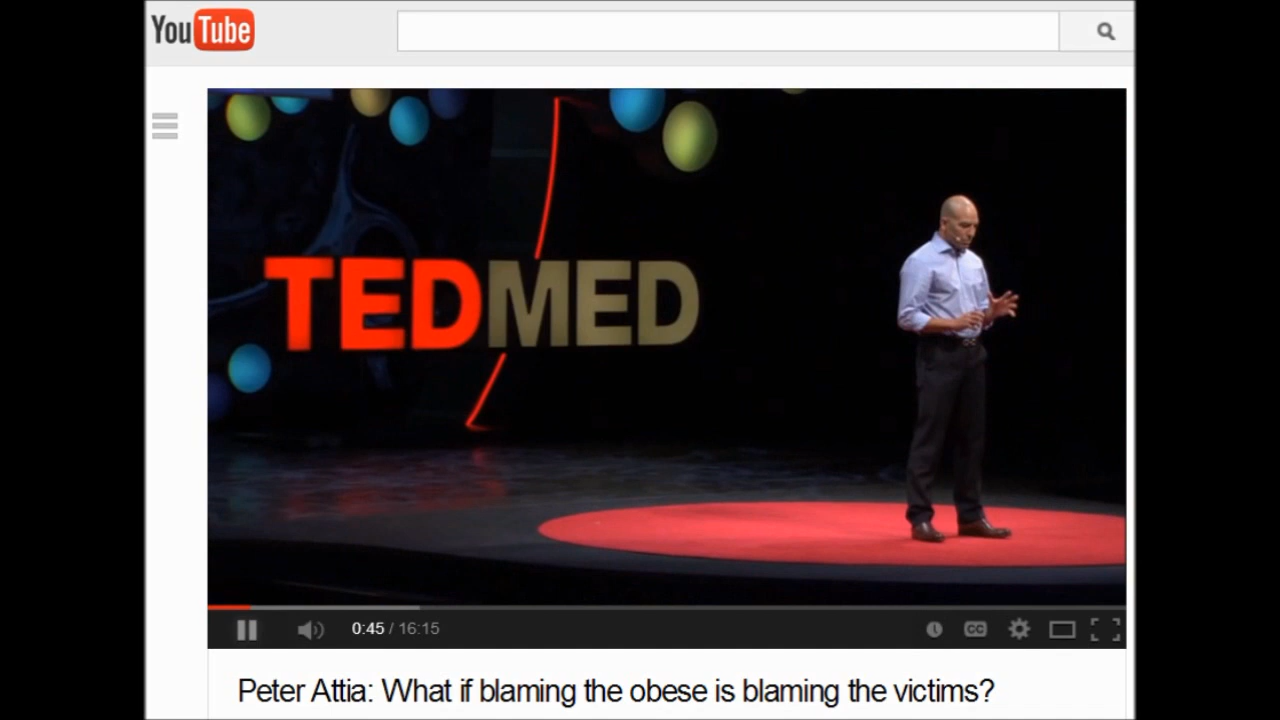 YouTube
TEDMED
0:45 / 16:15
CC
Peter Attia: What if blaming the obese is blaming the victims?